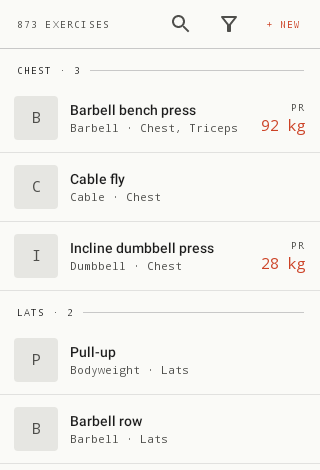 873 EXERCISES
+ NEW
CHEST · 3
B
Barbell bench press
Barbell · Chest, Triceps
PR
92 kg
C
Cable fly
Cable · Chest
I
Incline dumbbell press
Dumbbell · Chest
PR
28 kg
LATS · 2
P
Pull-up
Bodyweight · Lats
B
Barbell row
Barbell · Lats